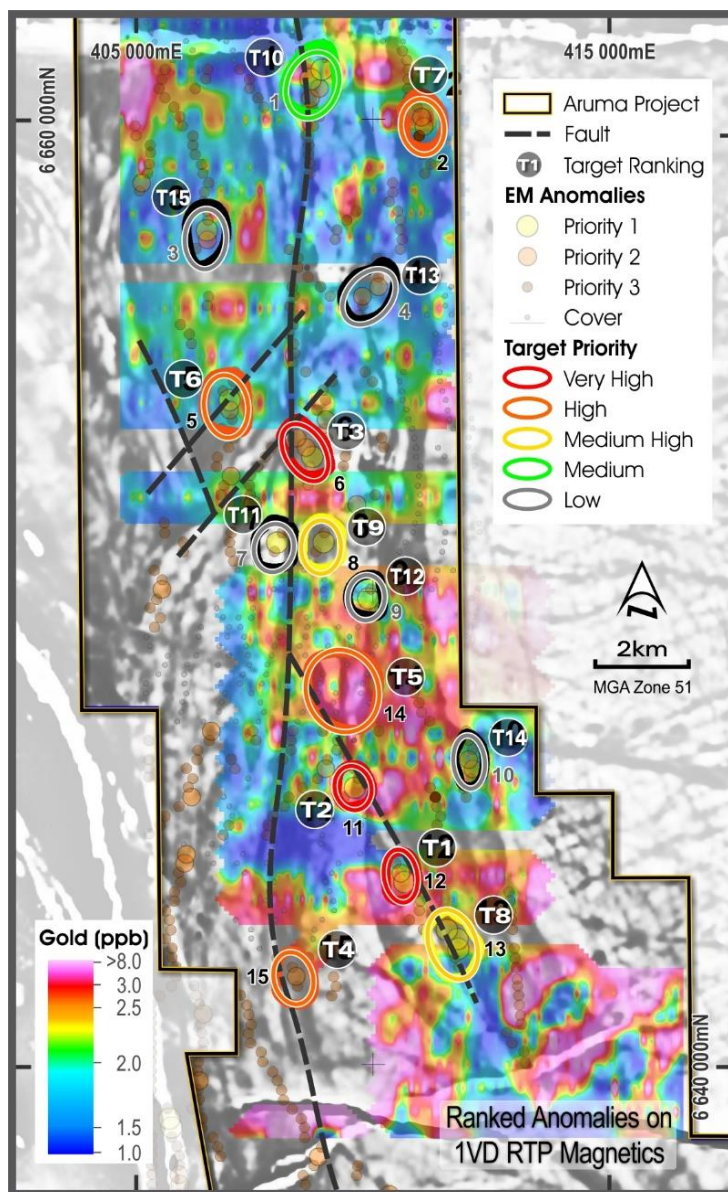 405 000mE
415 000mE
6 660 000mN
T10
1
T7
2
Aruma Project
Fault
T1
Target Ranking
EM Anomalies
Priority 1
Priority 2
Priority 3
Cover
Target Priority
Very High
High
Medium High
Medium
Low
T15
3
T13
4
T6
5
T3
6
T11
7
T9
8
T12
9
2km
MGA Zone 51
T5
14
T14
10
T2
11
T1
12
T8
13
T4
15
Gold (ppb)
>8.0
3.0
2.5
2.0
1.5
1.0
6 640 000mN
Ranked Anomalies on
1VD RTP Magnetics